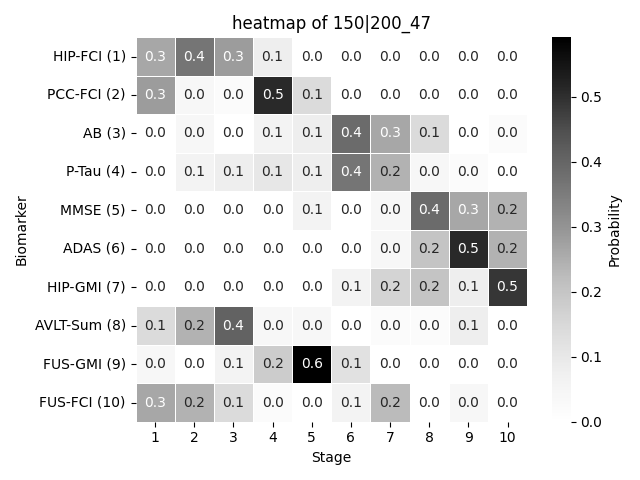 heatmap of 150|200_47
HIP-FCI (1) 0.3 0.4 0.3 0.1 0.0 0.0 0.0 0.0 0.0 0.0
PCC-FCI (2) 0.3 0.0 0.0 0.5 0.1 0.0 0.0 0.0 0.0 0.0
AB (3) 0.0 0.0 0.0 0.1 0.1 0.4 0.3 0.1 0.0 0.0
P-Tau (4) 0.0 0.1 0.1 0.1 0.1 0.4 0.2 0.0 0.0 0.0
MMSE (5) 0.0 0.0 0.0 0.0 0.1 0.0 0.0 0.4 0.3 0.2
ADAS (6) 0.0 0.0 0.0 0.0 0.0 0.0 0.0 0.2 0.5 0.2
HIP-GMI (7) 0.0 0.0 0.0 0.0 0.0 0.1 0.2 0.2 0.1 0.5
AVLT-Sum (8) 0.1 0.2 0.4 0.0 0.0 0.0 0.0 0.0 0.1 0.0
FUS-GMI (9) 0.0 0.0 0.1 0.2 0.6 0.1 0.0 0.0 0.0 0.0
FUS-FCI (10) 0.3 0.2 0.1 0.0 0.0 0.1 0.2 0.0 0.0 0.0
1 2 3 4 5 6 7 8 9 10
Stage
Biomarker
0.5
0.4
0.3
0.2
0.1
0.0
Probability